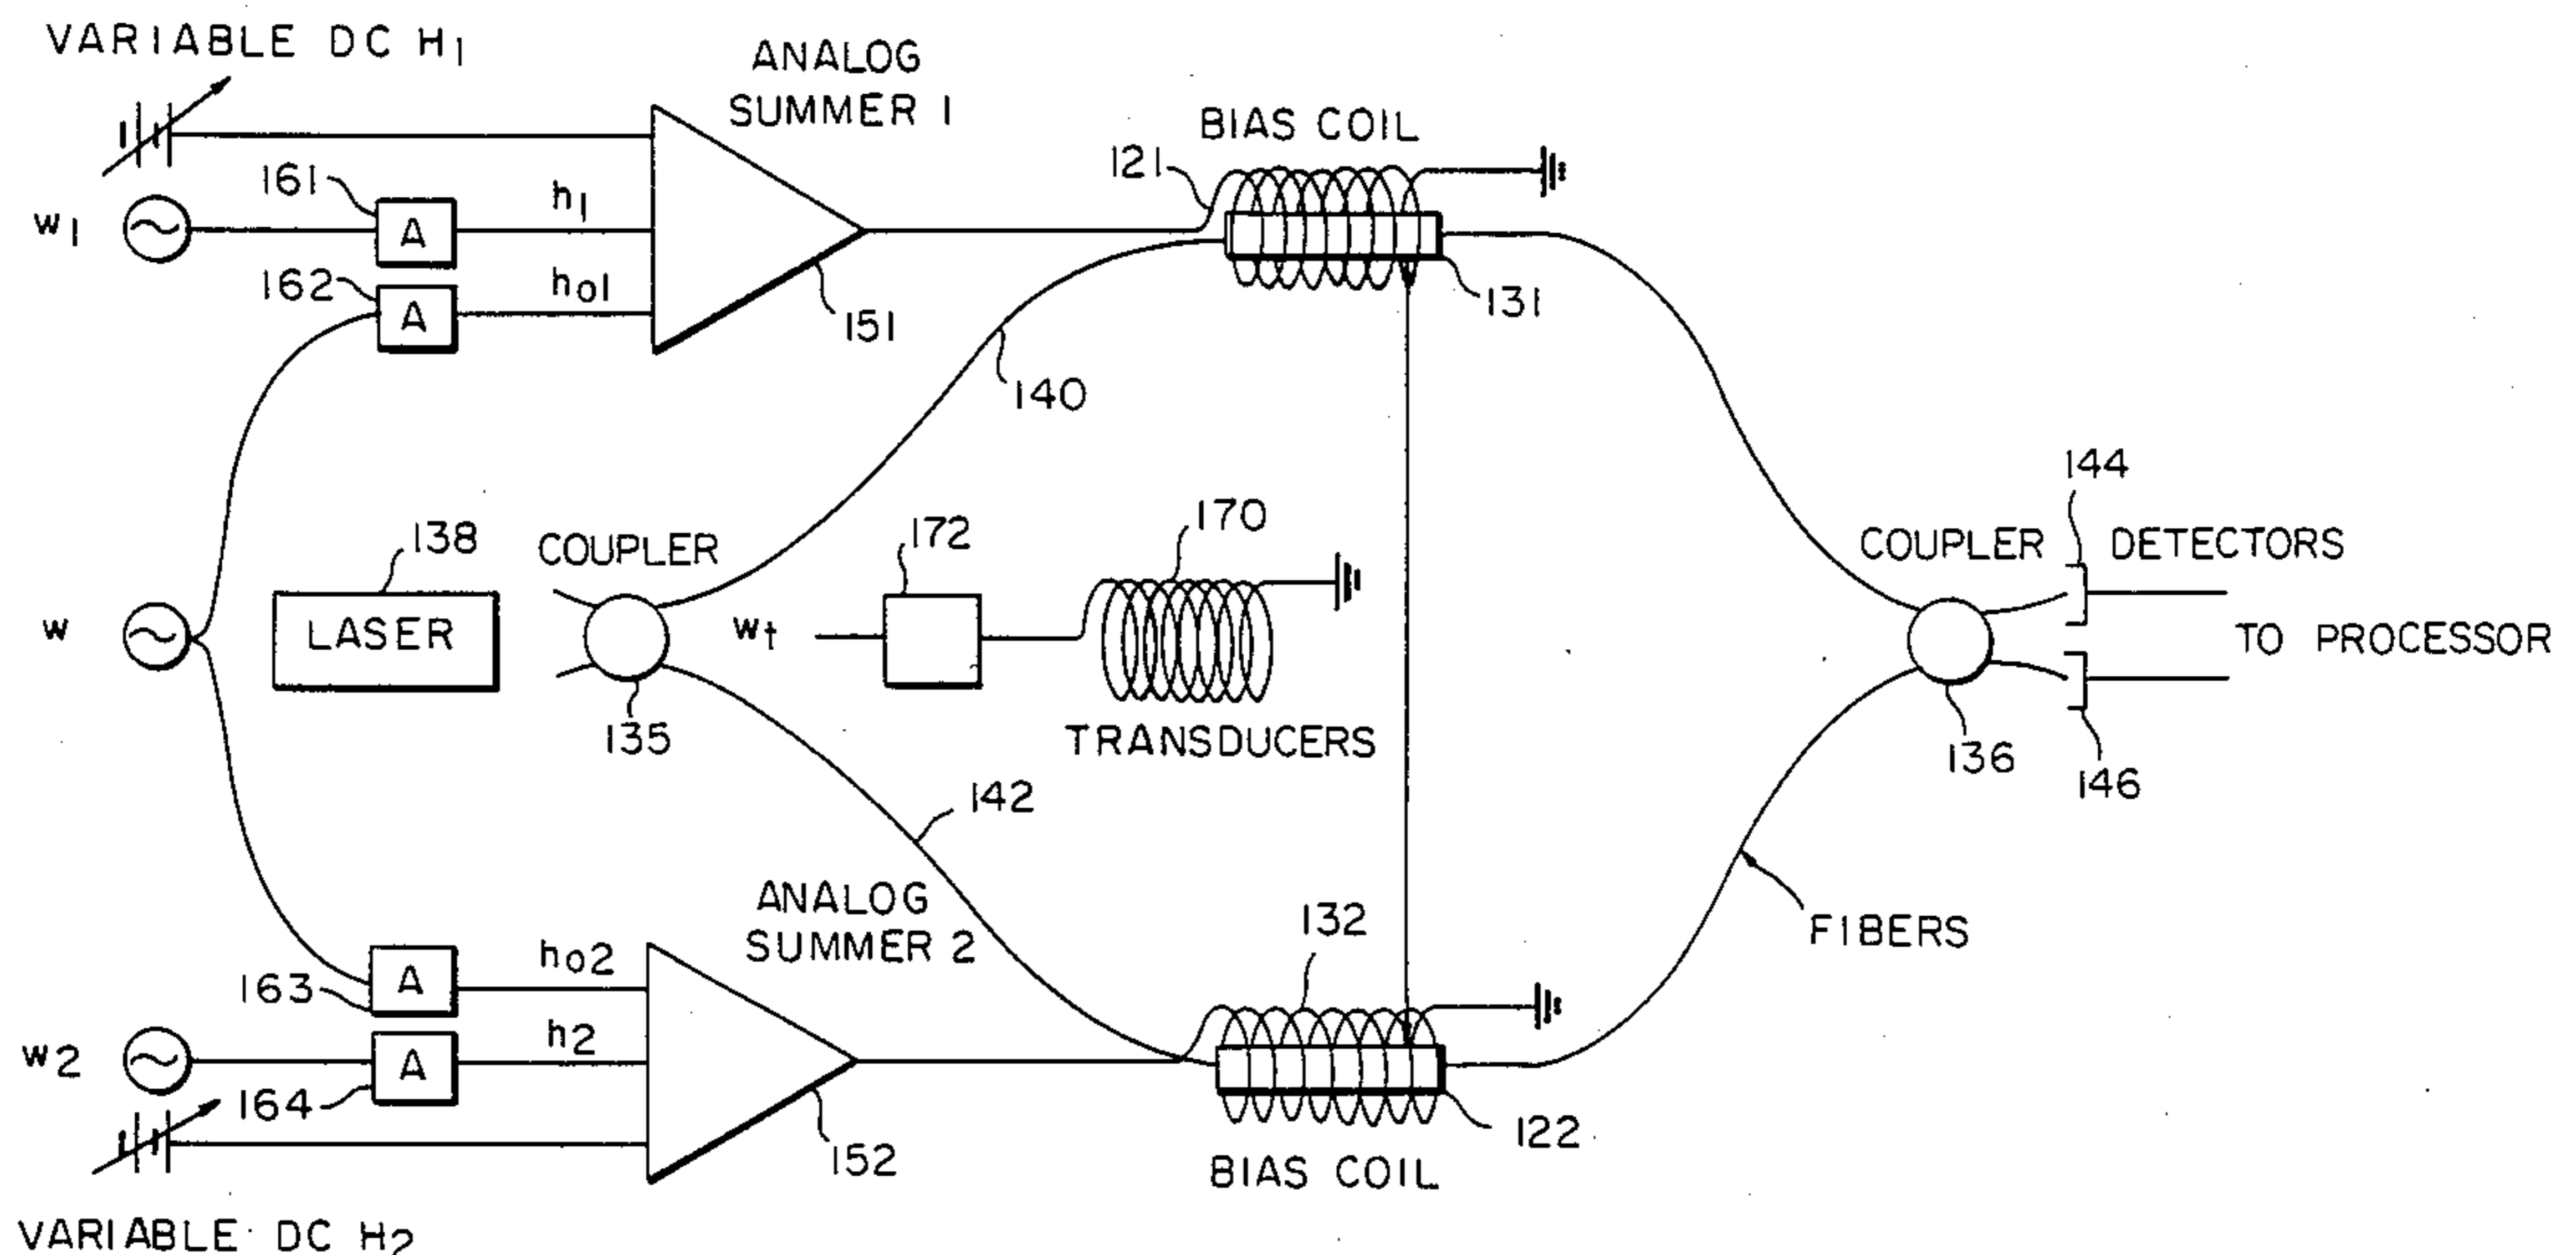 VARIABLE DC H1
ANALOG
SUMMER 1
BIAS COIL
121
161
h1
w1
A
162
ho1
A
151
131
140
144
138
COUPLER
172
170
COUPLER
DETECTORS
w
LASER
wt
TO PROCESSOR
135
TRANSDUCERS
136
146
142
ANALOG
SUMMER 2
132
FIBERS
ho2
A
163
h2
w2
A
164
152
122
BIAS COIL
VARIABLE DC H2